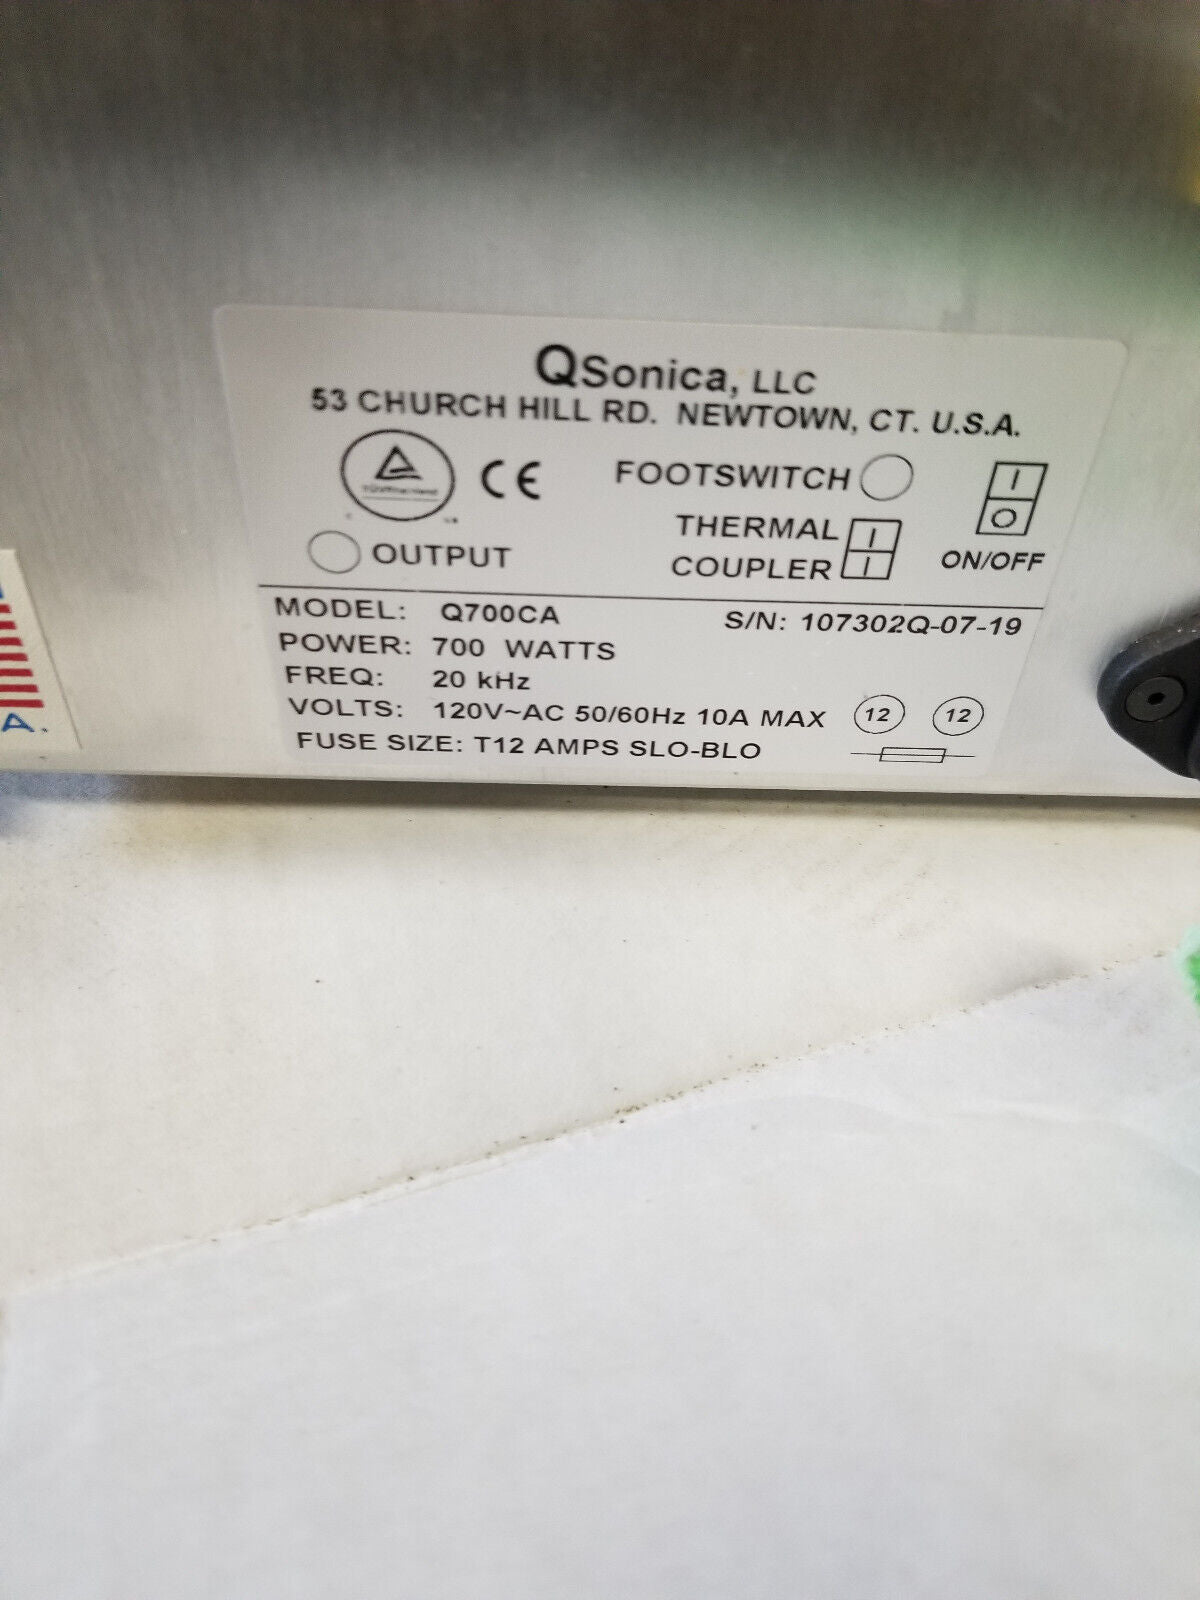 QSonica, LLC
53 CHURCH HILL RD. NEWTOWN, CT. U.S.A.
CE
FOOTSWITCH
I
O
ON/OFF
THERMAL
COUPLER
I
I
OUTPUT
MODEL: Q700CA S/N: 107302Q-07-19
POWER: 700 WATTS
FREQ: 20 kHz
VOLTS: 120V~AC 50/60Hz 10A MAX 12 12
FUSE SIZE: T12 AMPS SLO-BLO
A.